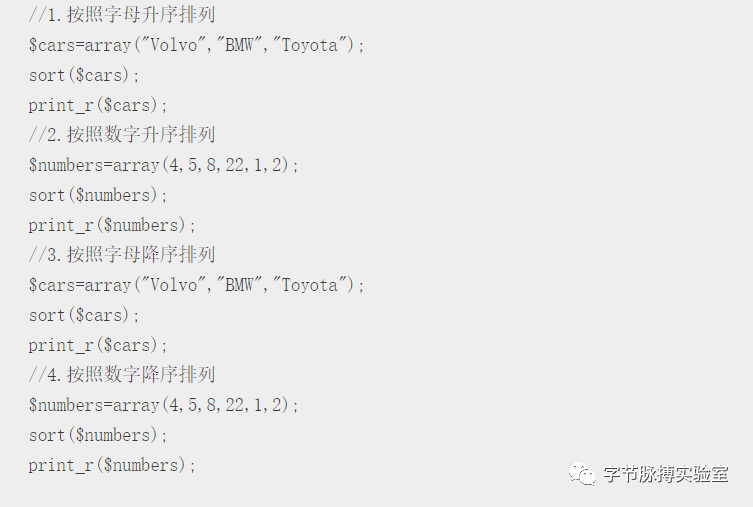 //1.按照字母升序排列
$cars=array("Volvo","BMW","Toyota");
sort($cars);
print_r($cars);
//2.按照数字升序排列
$numbers=array(4,5,8,22,1,2);
sort($numbers);
print_r($numbers);
//3.按照字母降序排列
$cars=array("Volvo","BMW","Toyota");
sort($cars);
print_r($cars);
//4.按照数字降序排列
$numbers=array(4,5,8,22,1,2);
sort($numbers);
print_r($numbers);
字节脉搏实验室